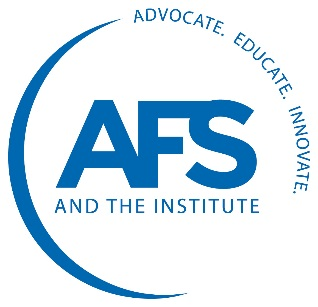 ADVOCATE. EDUCATE. INNOVATE.
AFS
AND THE INSTITUTE